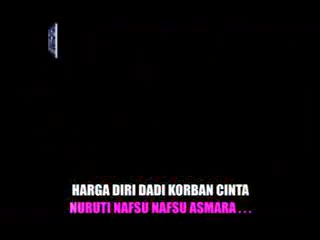 HARGA DIRI DADI KORBAN CINTA
NURUTI NAFSU NAFSU ASMARA . . .